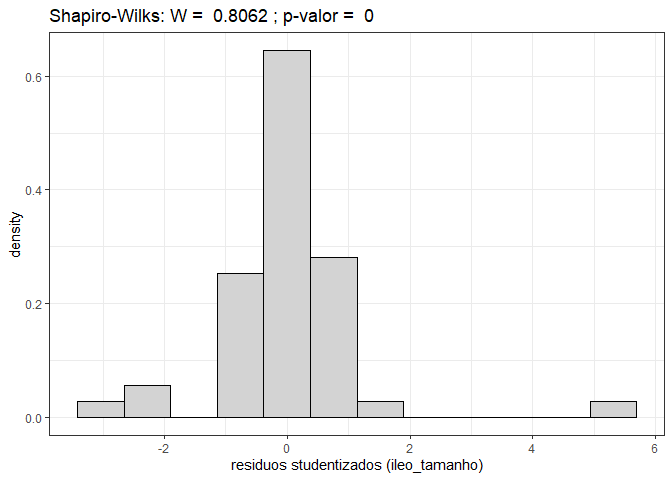 Shapiro-Wilks: W =  0.8062 ; p-valor =  0
density
0.6
0.4
0.2
0.0
-2 0 2 4 6
residuos studentizados (ileo_tamanho)